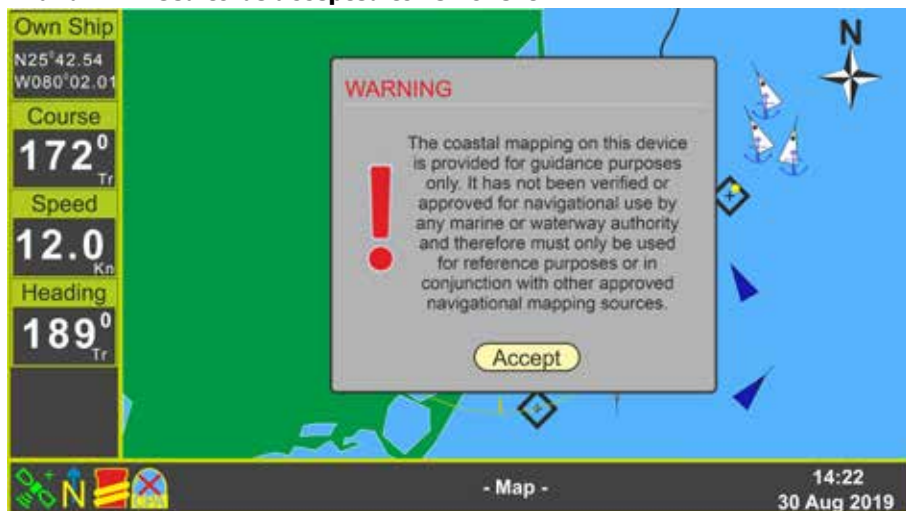 Own Ship
N25°42.54
W080°02.01
Course
172°
Tr
Speed
12.0
Kn
Heading
189°
Tr
N
WARNING
The coastal mapping on this device
is provided for guidance purposes
only. It has not been verified or
approved for navigational use by
any marine or waterway authority
and therefore must only be used
for reference purposes or in
conjunction with other approved
navigational mapping sources.
Accept
N
CPA
- Map -
14:22
30 Aug 2019